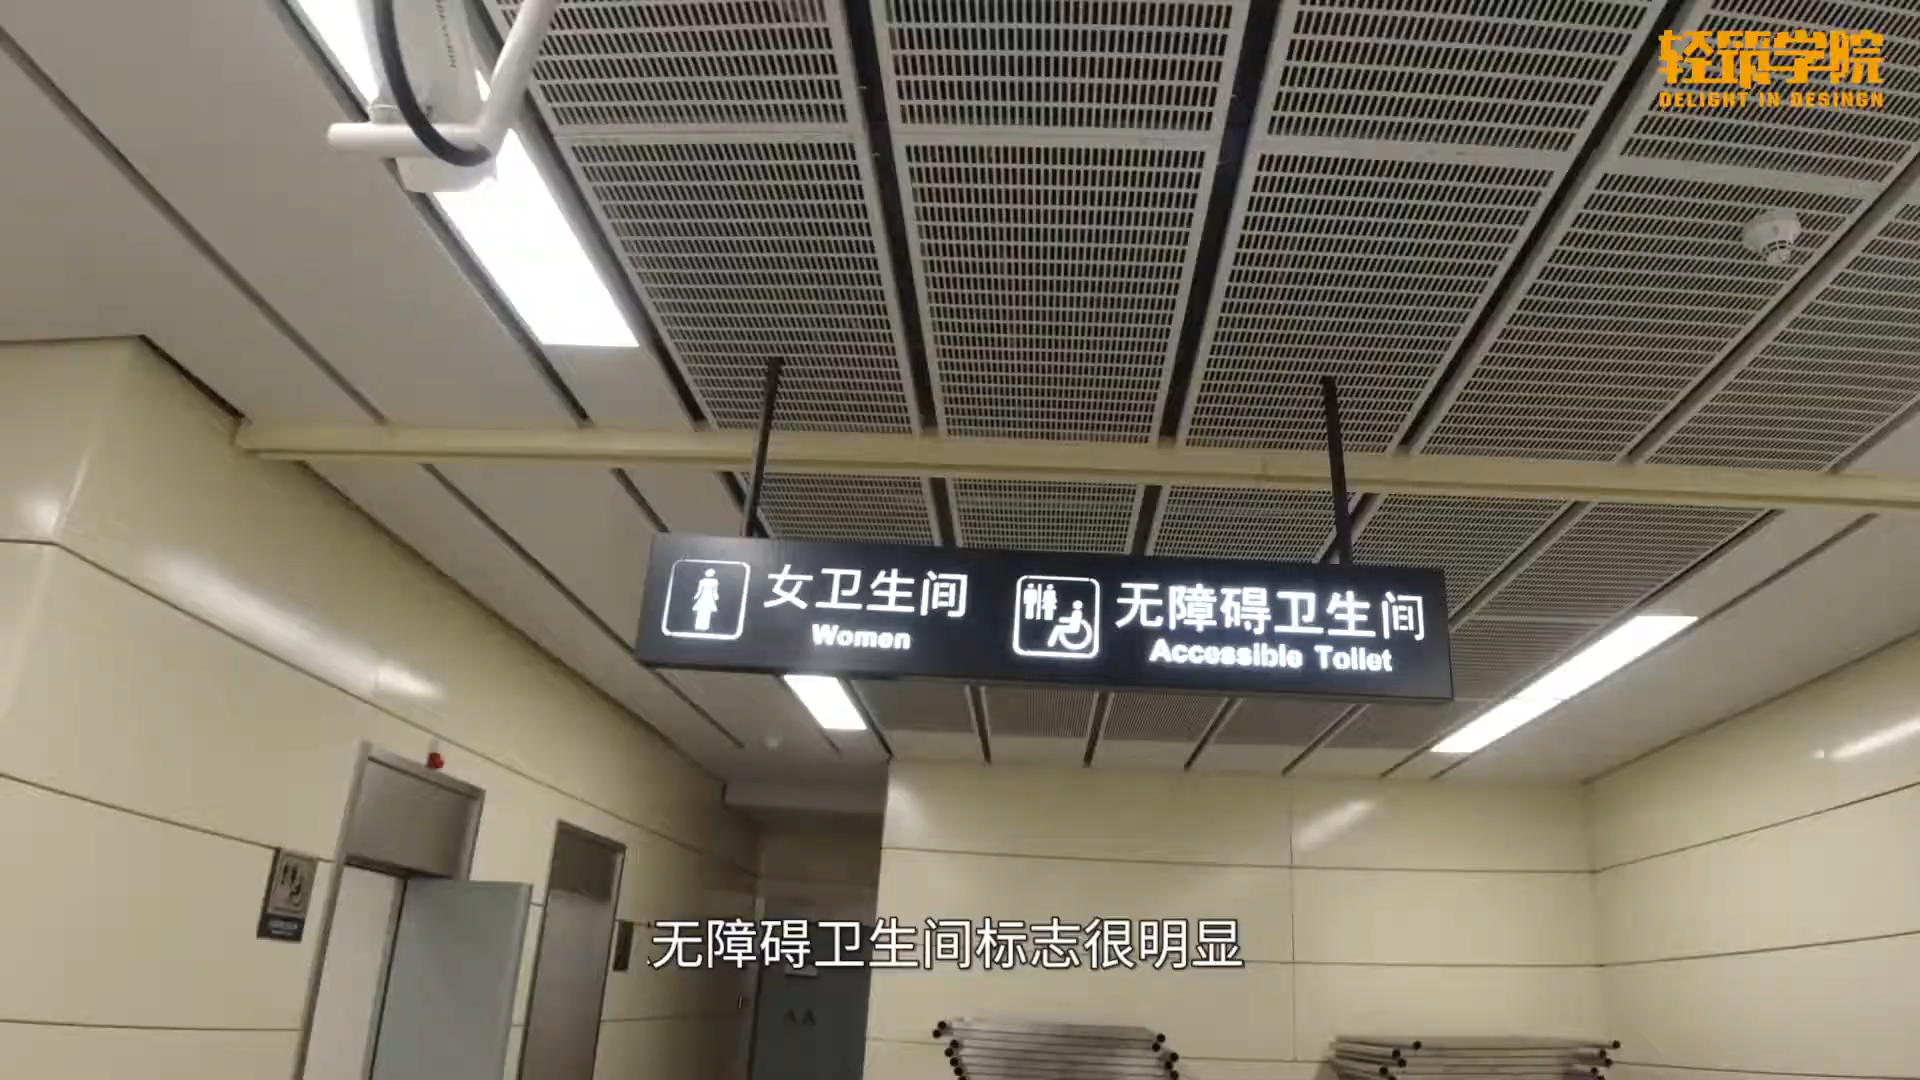 轻筑学院
DELIGHT IN DESINGN
女卫生间
Women
无障碍卫生间
Accessible Toilet
无障碍卫生间标志很明显